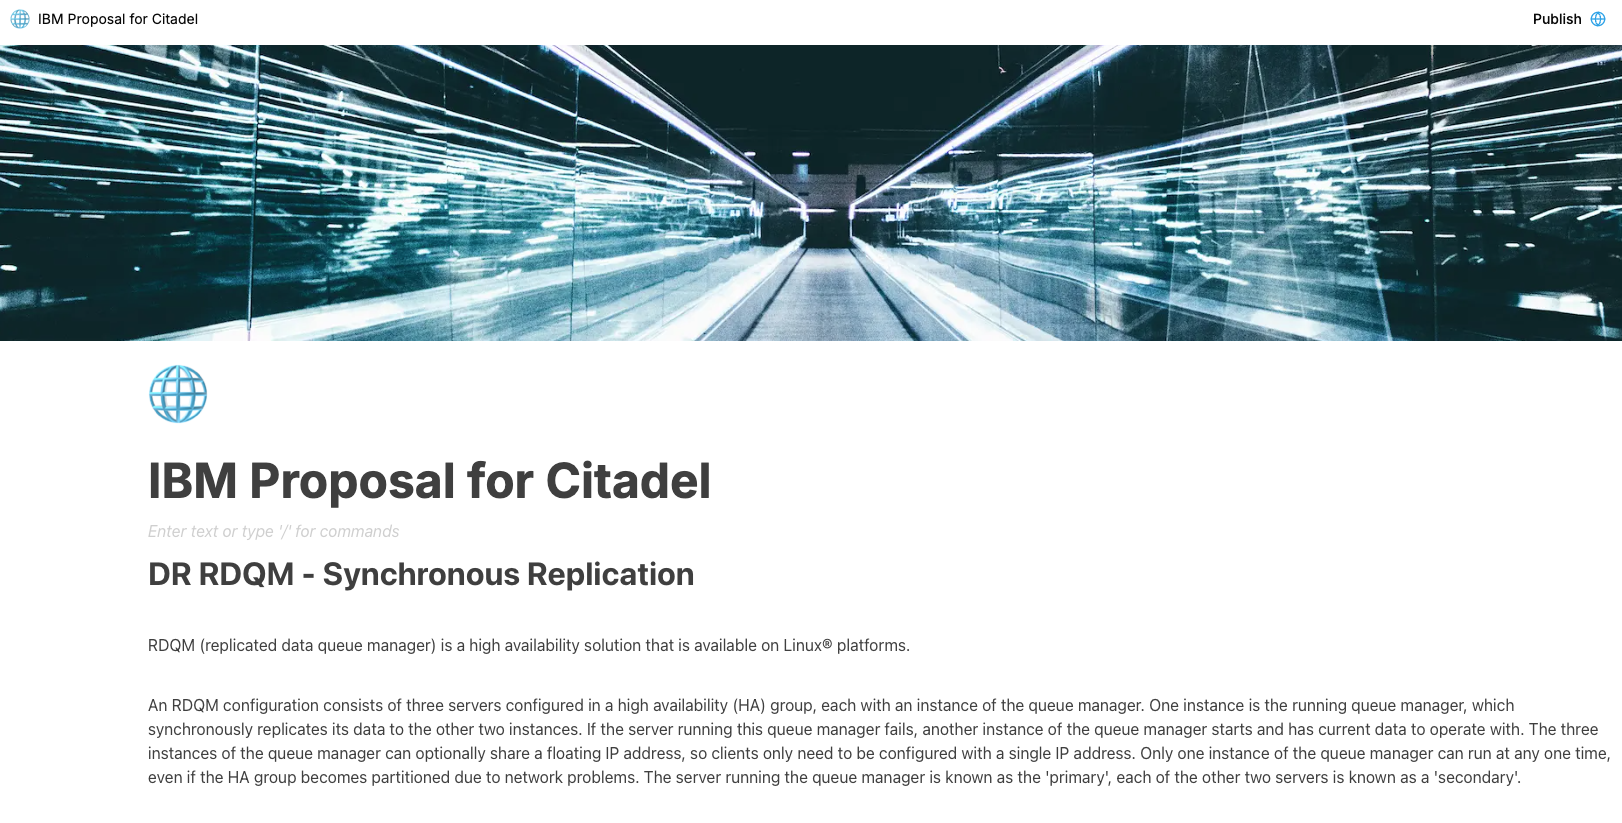 IBM Proposal for Citadel
Publish
IBM Proposal for Citadel
Enter text or type '/' for commands
DR RDQM - Synchronous Replication
RDQM (replicated data queue manager) is a high availability solution that is available on Linux® platforms.
An RDQM configuration consists of three servers configured in a high availability (HA) group, each with an instance of the queue manager. One instance is the running queue manager, which
synchronously replicates its data to the other two instances. If the server running this queue manager fails, another instance of the queue manager starts and has current data to operate with. The three
instances of the queue manager can optionally share a floating IP address, so clients only need to be configured with a single IP address. Only one instance of the queue manager can run at any one time,
even if the HA group becomes partitioned due to network problems. The server running the queue manager is known as the 'primary', each of the other two servers is known as a 'secondary'.